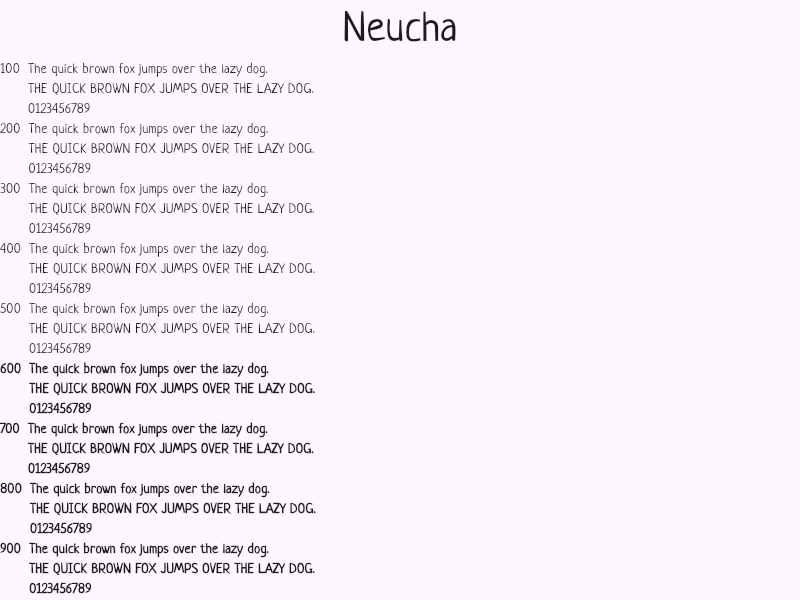 Neucha
100 The quick brown fox jumps over the lazy dog.
THE QUICK BROWN FOX JUMPS OVER THE LAZY DOG.
0123456789
200 The quick brown fox jumps over the lazy dog.
THE QUICK BROWN FOX JUMPS OVER THE LAZY DOG.
0123456789
300 The quick brown fox jumps over the lazy dog.
THE QUICK BROWN FOX JUMPS OVER THE LAZY DOG.
0123456789
400 The quick brown fox jumps over the lazy dog.
THE QUICK BROWN FOX JUMPS OVER THE LAZY DOG.
0123456789
500 The quick brown fox jumps over the lazy dog.
THE QUICK BROWN FOX JUMPS OVER THE LAZY DOG.
0123456789
600 The quick brown fox jumps over the lazy dog.
THE QUICK BROWN FOX JUMPS OVER THE LAZY DOG.
0123456789
700 The quick brown fox jumps over the lazy dog.
THE QUICK BROWN FOX JUMPS OVER THE LAZY DOG.
0123456789
800 The quick brown fox jumps over the lazy dog.
THE QUICK BROWN FOX JUMPS OVER THE LAZY DOG.
0123456789
900 The quick brown fox jumps over the lazy dog.
THE QUICK BROWN FOX JUMPS OVER THE LAZY DOG.
0123456789